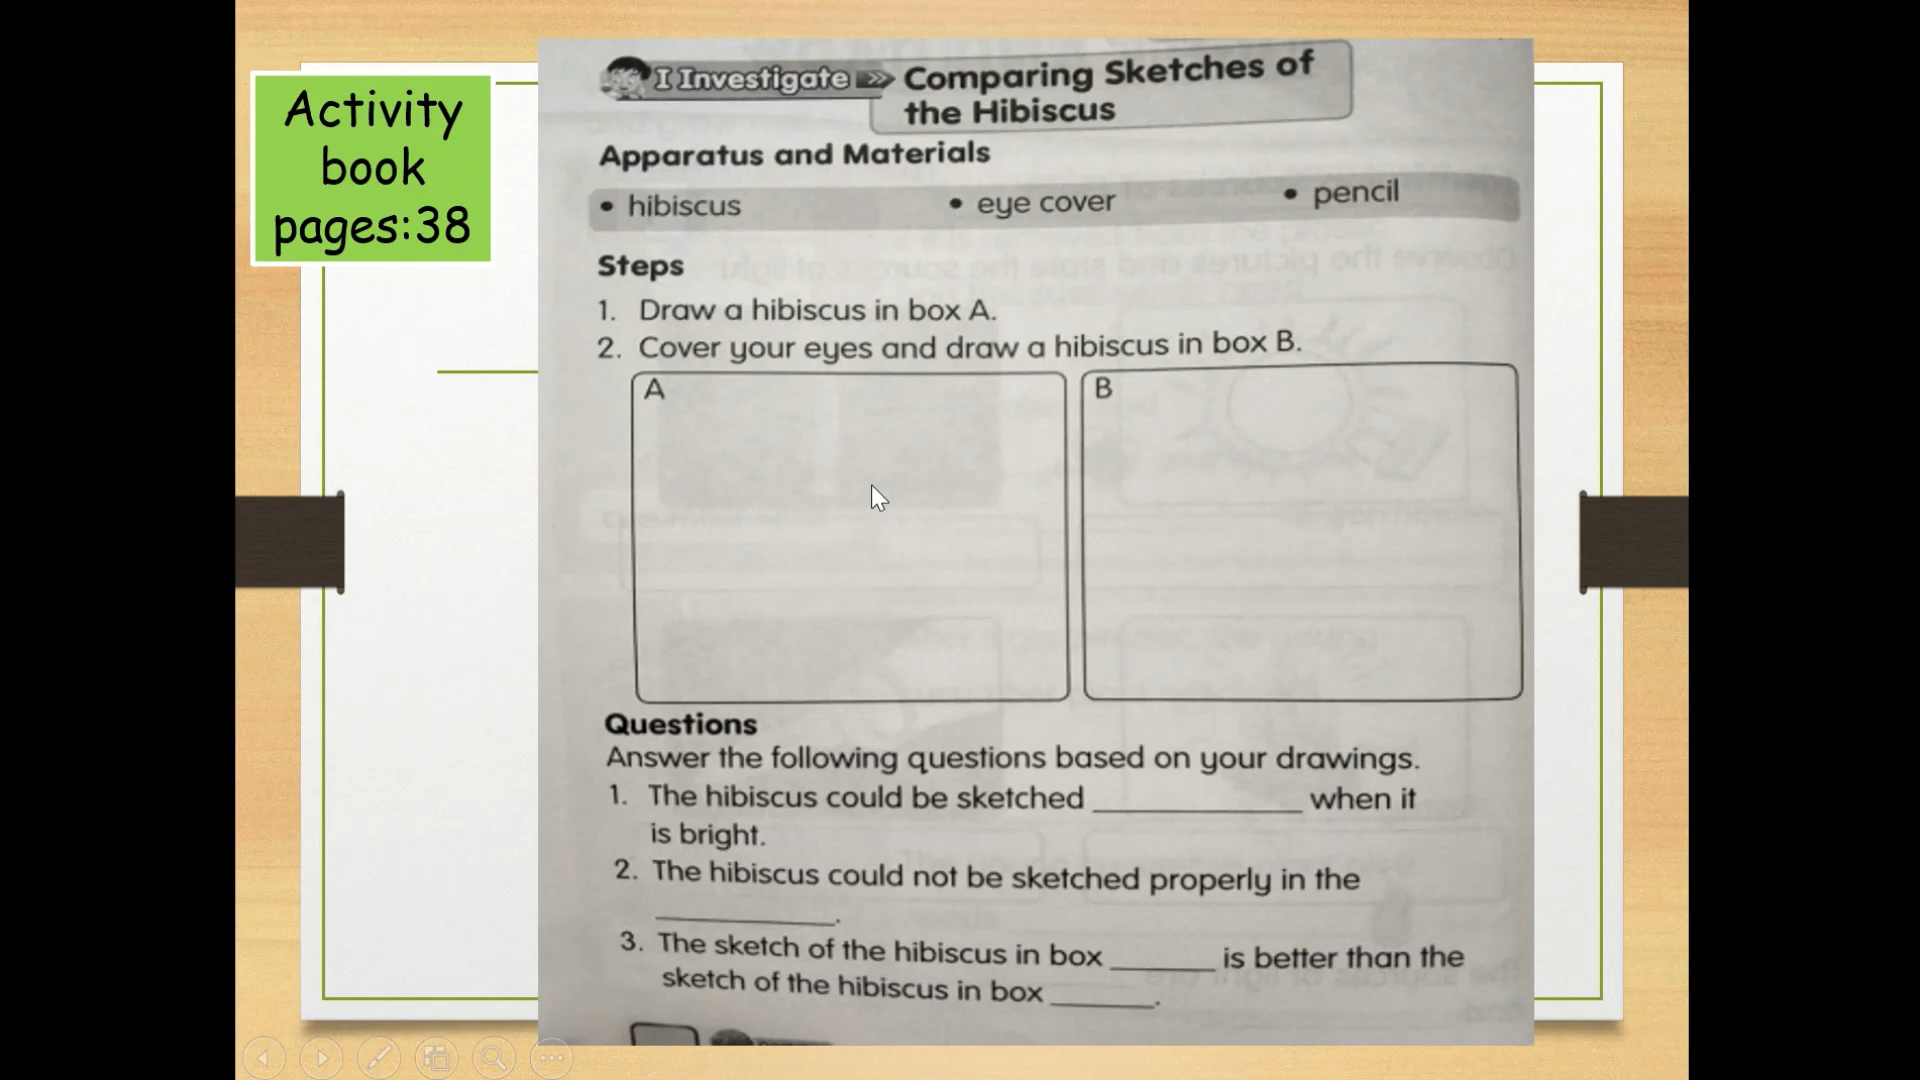 Activity
book
pages:38
I Investigate
Comparing Sketches of
the Hibiscus
Apparatus and Materials
• hibiscus • eye cover • pencil
Steps
1. Draw a hibiscus in box A.
2. Cover your eyes and draw a hibiscus in box B.
A
B
Questions
Answer the following questions based on your drawings.
1. The hibiscus could be sketched ____________ when it
is bright.
2. The hibiscus could not be sketched properly in the
____________.
3. The sketch of the hibiscus in box ______ is better than the
sketch of the hibiscus in box ______.